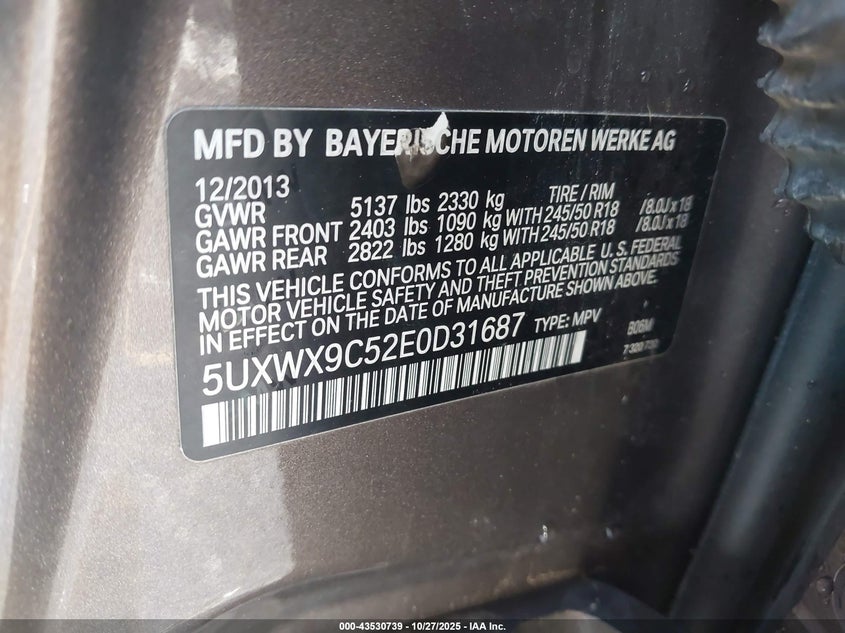 MFD BY BAYERISCHE MOTOREN WERKE AG
12/2013 TIRE / RIM
GVWR 5137 lbs 2330 kg
GAWR FRONT 2403 lbs 1090 kg WITH 245/50 R18 /8.0J x 18
GAWR REAR 2822 lbs 1280 kg WITH 245/50 R18 /8.0J x 18
THIS VEHICLE CONFORMS TO ALL APPLICABLE U.S. FEDERAL
MOTOR VEHICLE SAFETY AND THEFT PREVENTION STANDARDS
IN EFFECT ON THE DATE OF MANUFACTURE SHOWN ABOVE.
5UXWX9C52E0D31687 TYPE: MPV B06M
000-43530739 - 10/27/2025 - IAA Inc.